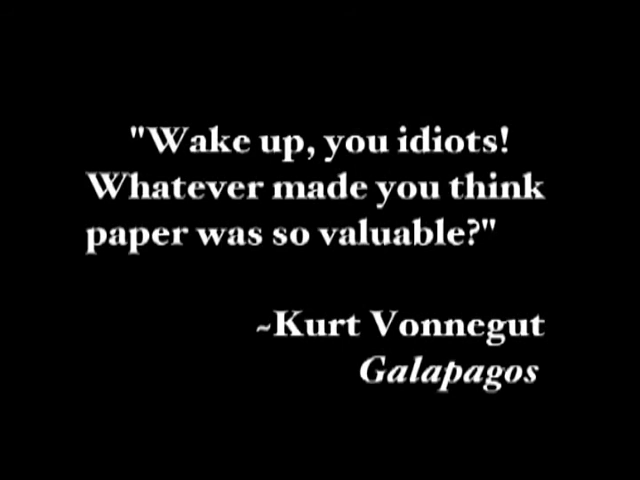 "Wake up, you idiots!
Whatever made you think
paper was so valuable?"
~Kurt Vonnegut
Galapagos